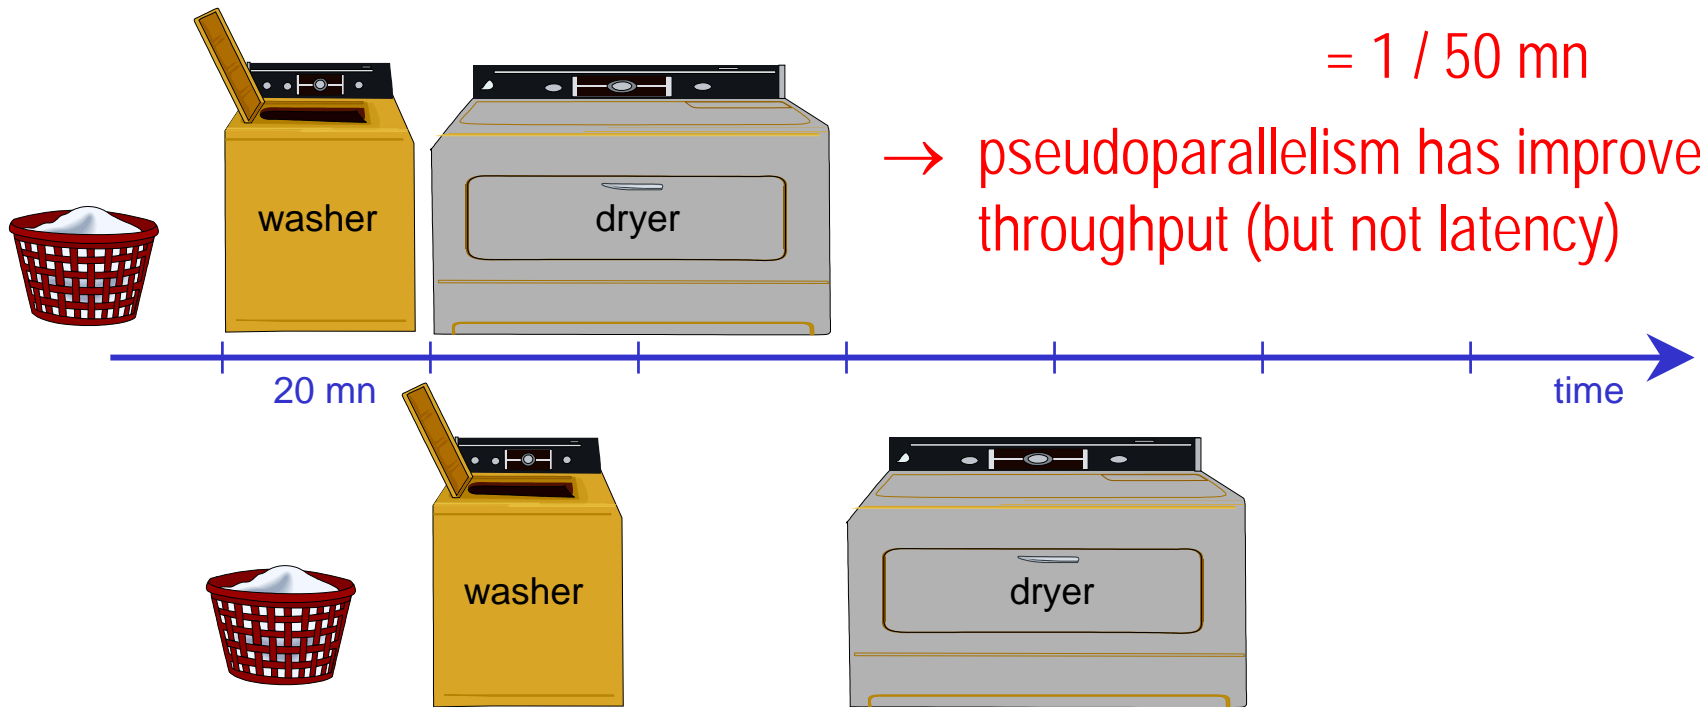 = 1 / 50 mn
→ pseudoparallelism has improve
throughput (but not latency)
washer
dryer
20 mn
time
washer
dryer